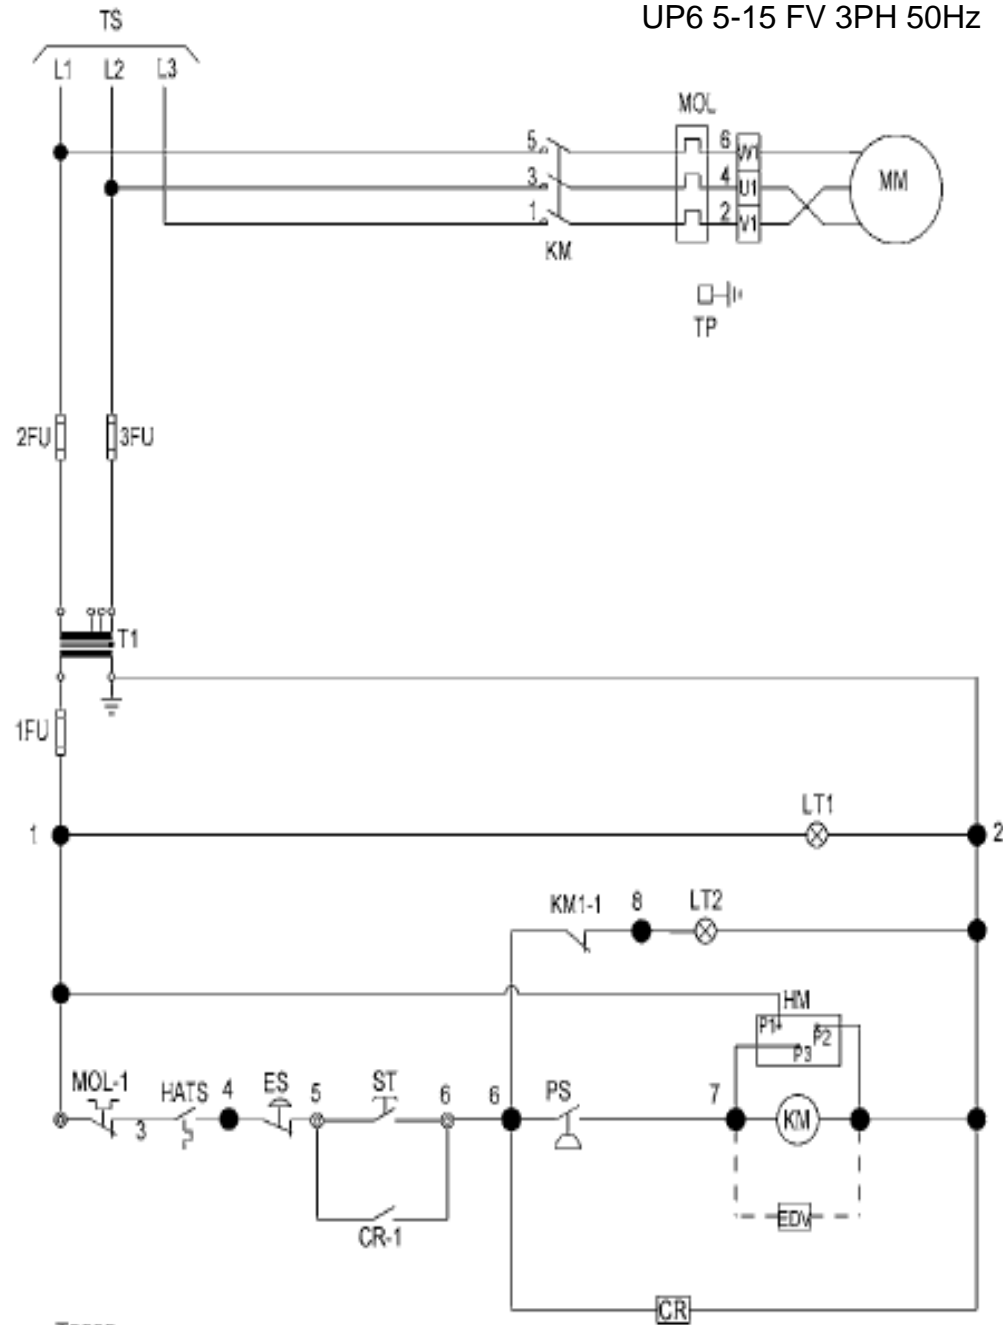 UP6 5-15 FV 3PH 50Hz
TS
L1 L2 L3
MOL
5 6 W1
3 4 U1 MM
1 2 V1
KM
TP
2FU 3FU
T1
1FU
LT1
1 2
KM1-1 8 LT2
HM
P1 P2
P3
MOL-1 HATS 4 ES 5 ST 6 6 PS 7
3 KM
EDV
CR-1
CR